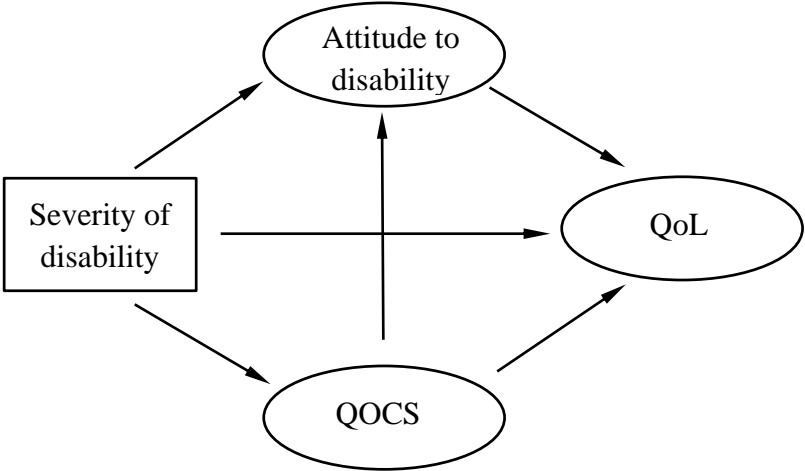 Attitude to
disability
Severity of
disability
QoL
QOCS